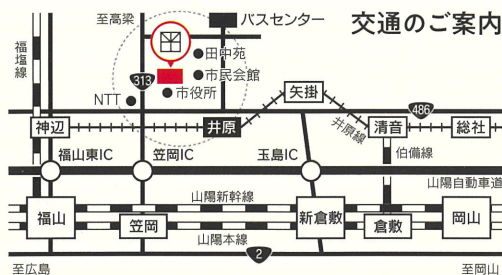 交通のご案内
至高梁
バスセンター
福塩線
田中苑
313
市民会館
市役所
NTT
矢掛
486
神辺
井原
井原線
清音
総社
伯備線
福山東IC
笠岡IC
玉島IC
山陽自動車道
山陽新幹線
福山
笠岡
新倉敷
倉敷
岡山
山陽本線
2
至広島
至岡山